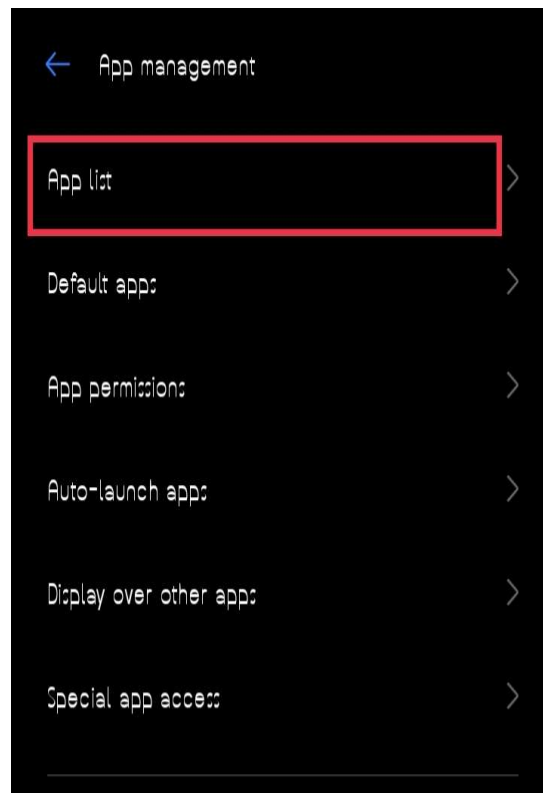 App management
App list
Default apps
App permissions
Auto-launch apps
Display over other apps
Special app access